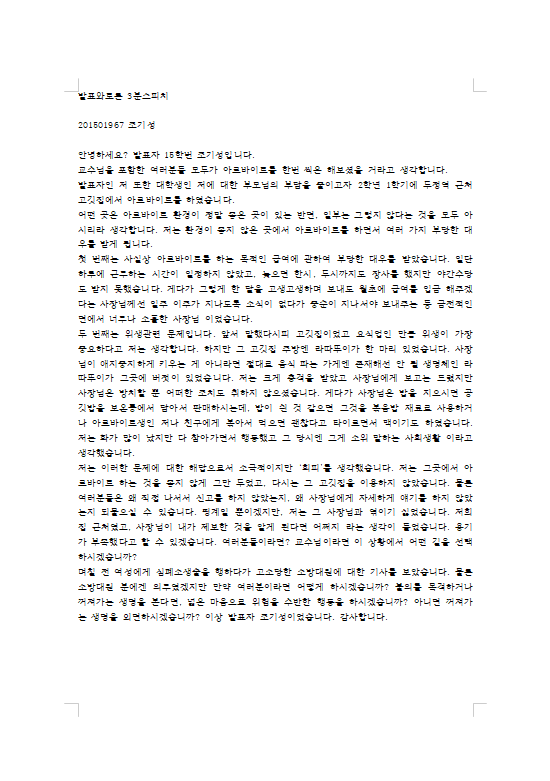 발표와토론 3분스피치
201501967 조기성
안녕하세요? 발표자 15학번 조기성입니다.
교수님을 포함한 여러분들 모두가 아르바이트를 한번 씩은 해보셨을 거라고 생각합니다.
발표자인 저 또한 대학생인 저에 대한 부모님의 부담을 줄이고자 2학년 1학기에 두정역 근처
고깃집에서 아르바이트를 하였습니다.
어떤 곳은 아르바이트 환경이 정말 좋은 곳이 있는 반면, 일부는 그렇지 않다는 것을 모두 아
시리라 생각합니다. 저는 환경이 좋지 않은 곳에서 아르바이트를 하면서 여러 가지 부당한 대
우를 받게 됩니다.
첫 번째는 사실상 아르바이트를 하는 목적인 급여에 관하여 부당한 대우를 받았습니다. 일단
하루에 근무하는 시간이 일정하지 않았고, 늦으면 한시, 두시까지도 장사를 했지만 야간수당
도 받지 못했습니다. 게다가 그렇게 한 달을 고생고생하며 보내도 월초에 급여를 입금 해주겠
다는 사장님께선 일주 이주가 지나도록 소식이 없다가 중순이 지나서야 보내주는 등 금전적인
면에서 너무나 소홀한 사장님 이었습니다.
두 번째는 위생관련 문제입니다. 앞서 말했다시피 고깃집이었고 요식업인 만큼 위생이 가장
중요하다고 저는 생각합니다. 하지만 그 고깃집 주방엔 라따뚜이가 한 마리 있었습니다. 사장
님이 애지중지하게 키우는 게 아니라면 절대로 음식 파는 가게엔 존재해선 안 될 생명체인 라
따뚜이가 그곳에 버젓이 있었습니다. 저는 크게 충격을 받았고 사장님에게 보고는 드렸지만
사장님은 방치할 뿐 어떠한 조치도 취하지 않으셨습니다. 게다가 사장님은 밥을 지으시면 공
깃밥을 보온통에서 담아서 판매하시는데, 밥이 쉰 것 같으면 그것을 볶음밥 재료로 사용하거
나 아르바이트생인 저나 친구에게 볶아서 먹으면 괜찮다고 타이르면서 맥이기도 하였습니다.
저는 화가 많이 났지만 다 참아가면서 행동했고 그 당시엔 그게 소위 말하는 사회생활 이라고
생각했습니다.
저는 이러한 문제에 대한 해답으로서 소극적이지만 '회피'를 생각했습니다. 저는 그곳에서 아
르바이트 하는 것을 좋지 않게 그만 두었고, 다시는 그 고깃집을 이용하지 않았습니다. 물론
여러분들은 왜 직접 나서서 신고를 하지 않았는지, 왜 사장님에게 자세하게 얘기를 하지 않았
는지 되물으실 수 있습니다. 핑계일 뿐이겠지만, 저는 그 사장님과 엮이기 싫었습니다. 저희
집 근처였고, 사장님이 내가 제보한 것을 알게 된다면 어쩌지 라는 생각이 들었습니다. 용기
가 부족했다고 할 수 있겠습니다. 여러분들이라면? 교수님이라면 이 상황에서 어떤 길을 선택
하시겠습니까?
며칠 전 여성에게 심폐소생술을 행하다가 고소당한 소방대원에 대한 기사를 보았습니다. 물론
소방대원 분에겐 의무였겠지만 만약 여러분이라면 어떻게 하시겠습니까? 불의를 목격하거나
꺼져가는 생명을 본다면, 넓은 마음으로 위험을 수반한 행동을 하시겠습니까? 아니면 꺼져가
는 생명을 외면하시겠습니까? 이상 발표자 조기성이었습니다. 감사합니다.